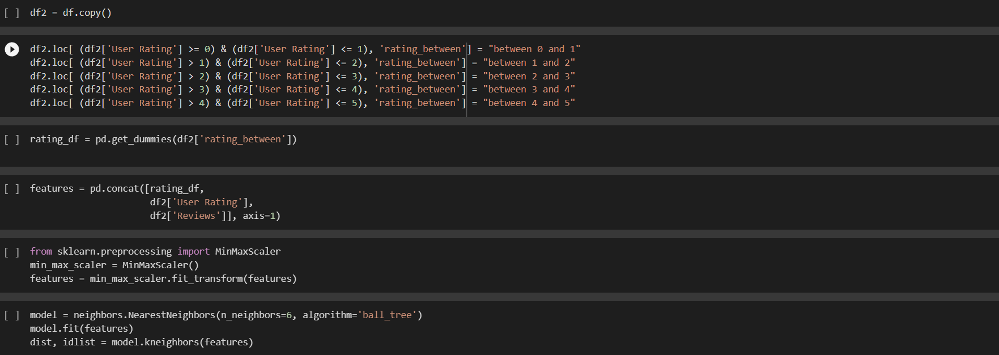 [ ] df2 = df.copy()
df2.loc[ (df2['User Rating'] >= 0) & (df2['User Rating'] <= 1), 'rating_between'] = "between 0 and 1"
df2.loc[ (df2['User Rating'] > 1) & (df2['User Rating'] <= 2), 'rating_between'] = "between 1 and 2"
df2.loc[ (df2['User Rating'] > 2) & (df2['User Rating'] <= 3), 'rating_between'] = "between 2 and 3"
df2.loc[ (df2['User Rating'] > 3) & (df2['User Rating'] <= 4), 'rating_between'] = "between 3 and 4"
df2.loc[ (df2['User Rating'] > 4) & (df2['User Rating'] <= 5), 'rating_between'] = "between 4 and 5"
[ ] rating_df = pd.get_dummies(df2['rating_between'])
[ ] features = pd.concat([rating_df,
df2['User Rating'],
df2['Reviews']], axis=1)
[ ] from sklearn.preprocessing import MinMaxScaler
min_max_scaler = MinMaxScaler()
features = min_max_scaler.fit_transform(features)
[ ] model = neighbors.NearestNeighbors(n_neighbors=6, algorithm='ball_tree')
model.fit(features)
dist, idlist = model.kneighbors(features)